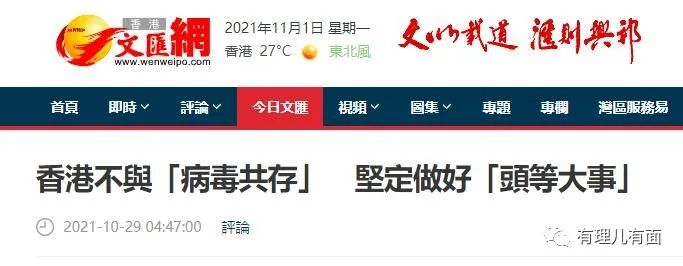 香港
文匯網
www.wenweipo.com
2021年11月1日 星期一
香港 27°C 東北風
文以載道 匯則興邦
首頁 即時 評論 今日文匯 視頻 圖集 專題 專欄 灣區服務易
香港不與「病毒共存」 堅定做好「頭等大事」
2021-10-29 04:47:00 評論
有理儿有面